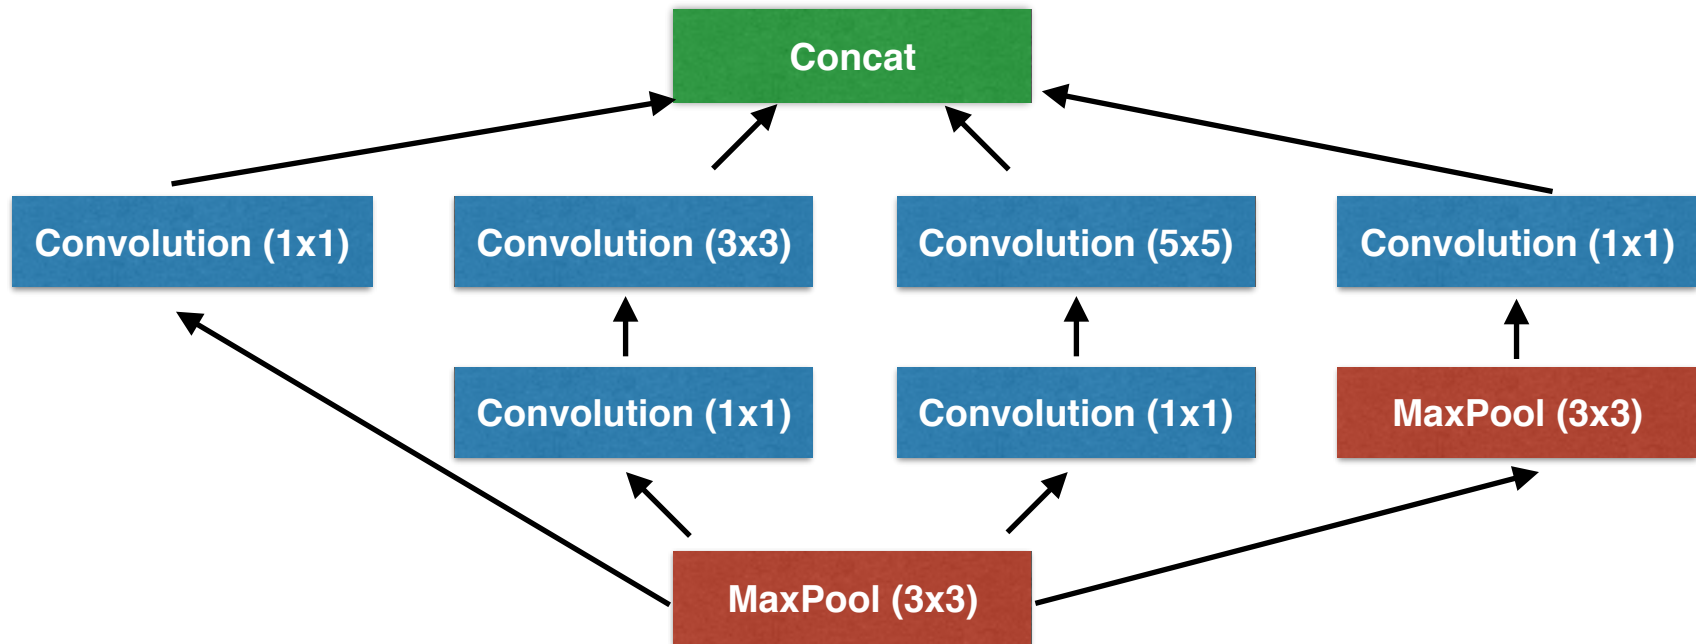 Concat
Convolution (1x1)
Convolution (3x3)
Convolution (5x5)
Convolution (1x1)
Convolution (1x1)
Convolution (1x1)
MaxPool (3x3)
MaxPool (3x3)